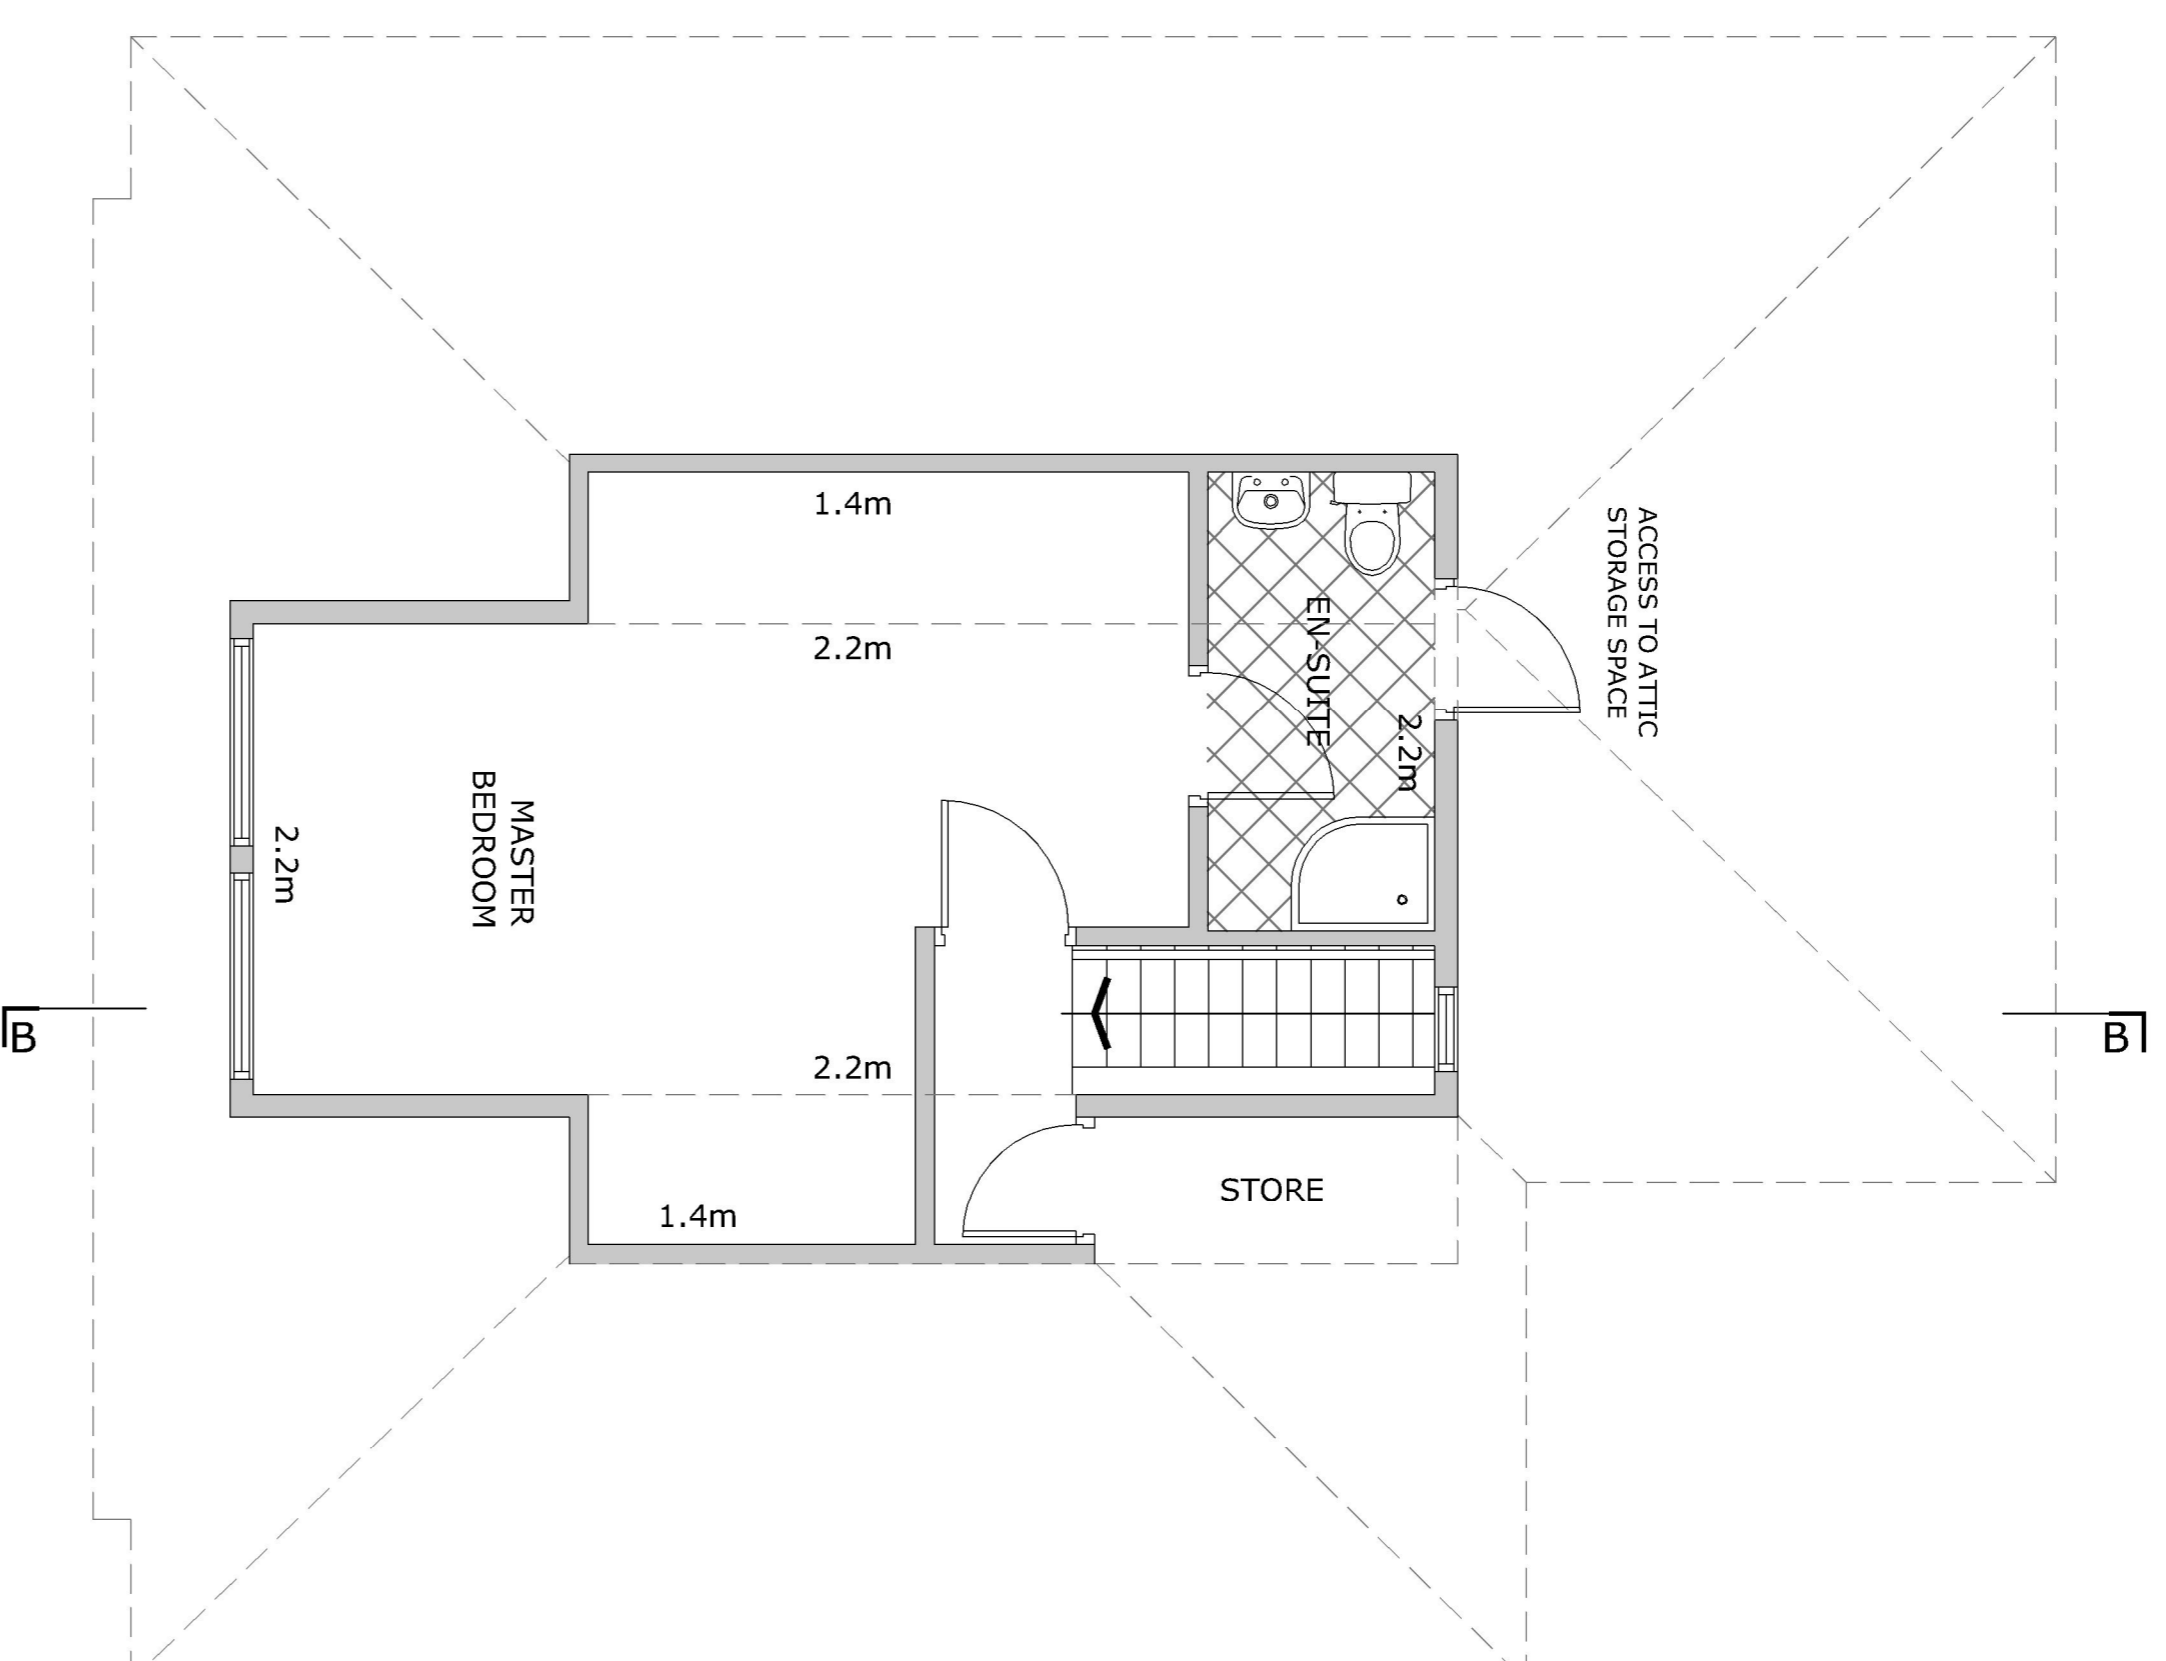 1.4m
2.2m
ACCESS TO ATTIC
STORAGE SPACE
EN-SUITE
2.2m
MASTER
BEDROOM
2.2m
B
B
2.2m
STORE
1.4m